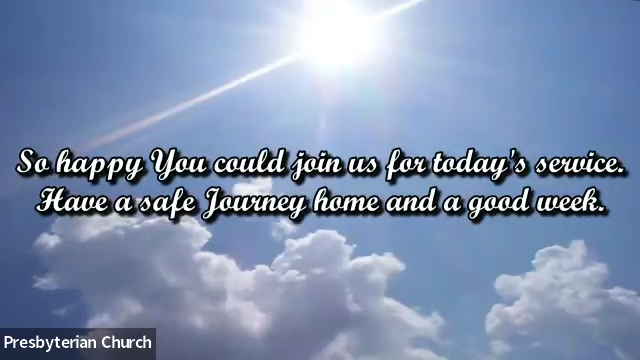 So happy You could join us for today's service.
Have a safe Journey home and a good week.
Presbyterian Church